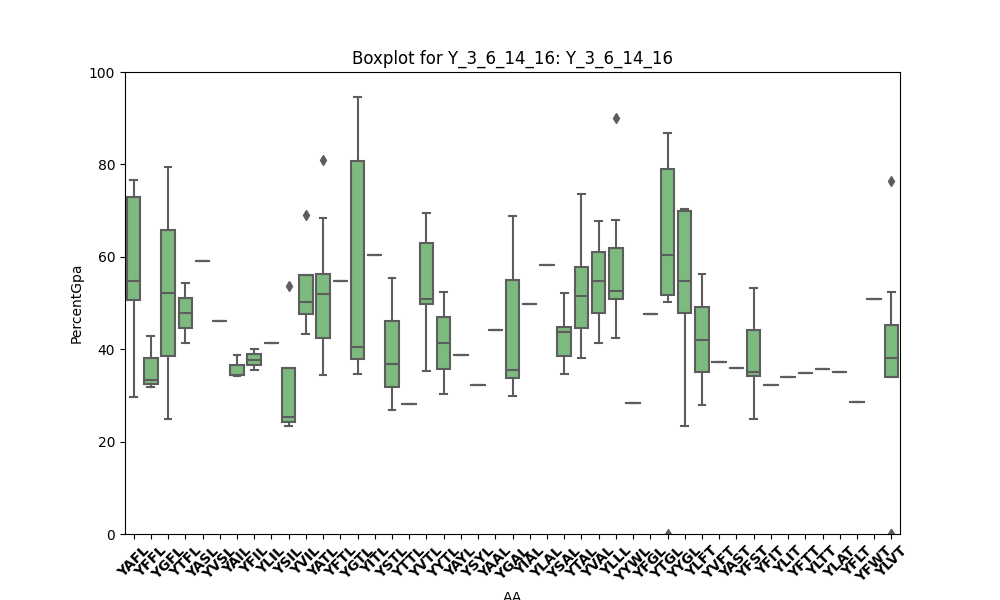 Boxplot for Y_3_6_14_16: Y_3_6_14_16
100
80
60
40
20
0
PercentGpa
YAFL
YFFL
YGFL
YTFL
YASL
YVSL
YAIL
YFIL
YLIL
YSIL
YVIL
YATL
YFTL
YGTL
YITL
YSTL
YTTL
YVTL
YYTL
YAYL
YSYL
YAAL
YGAL
YIAL
YLAL
YSAL
YTAL
YVAL
YLLL
YYWL
YFGL
YTGL
YYGL
YLFT
YVFT
YAST
YFST
YFIT
YLIT
YFTT
YLTT
YLAT
YFLT
YFWT
YLVT
AA